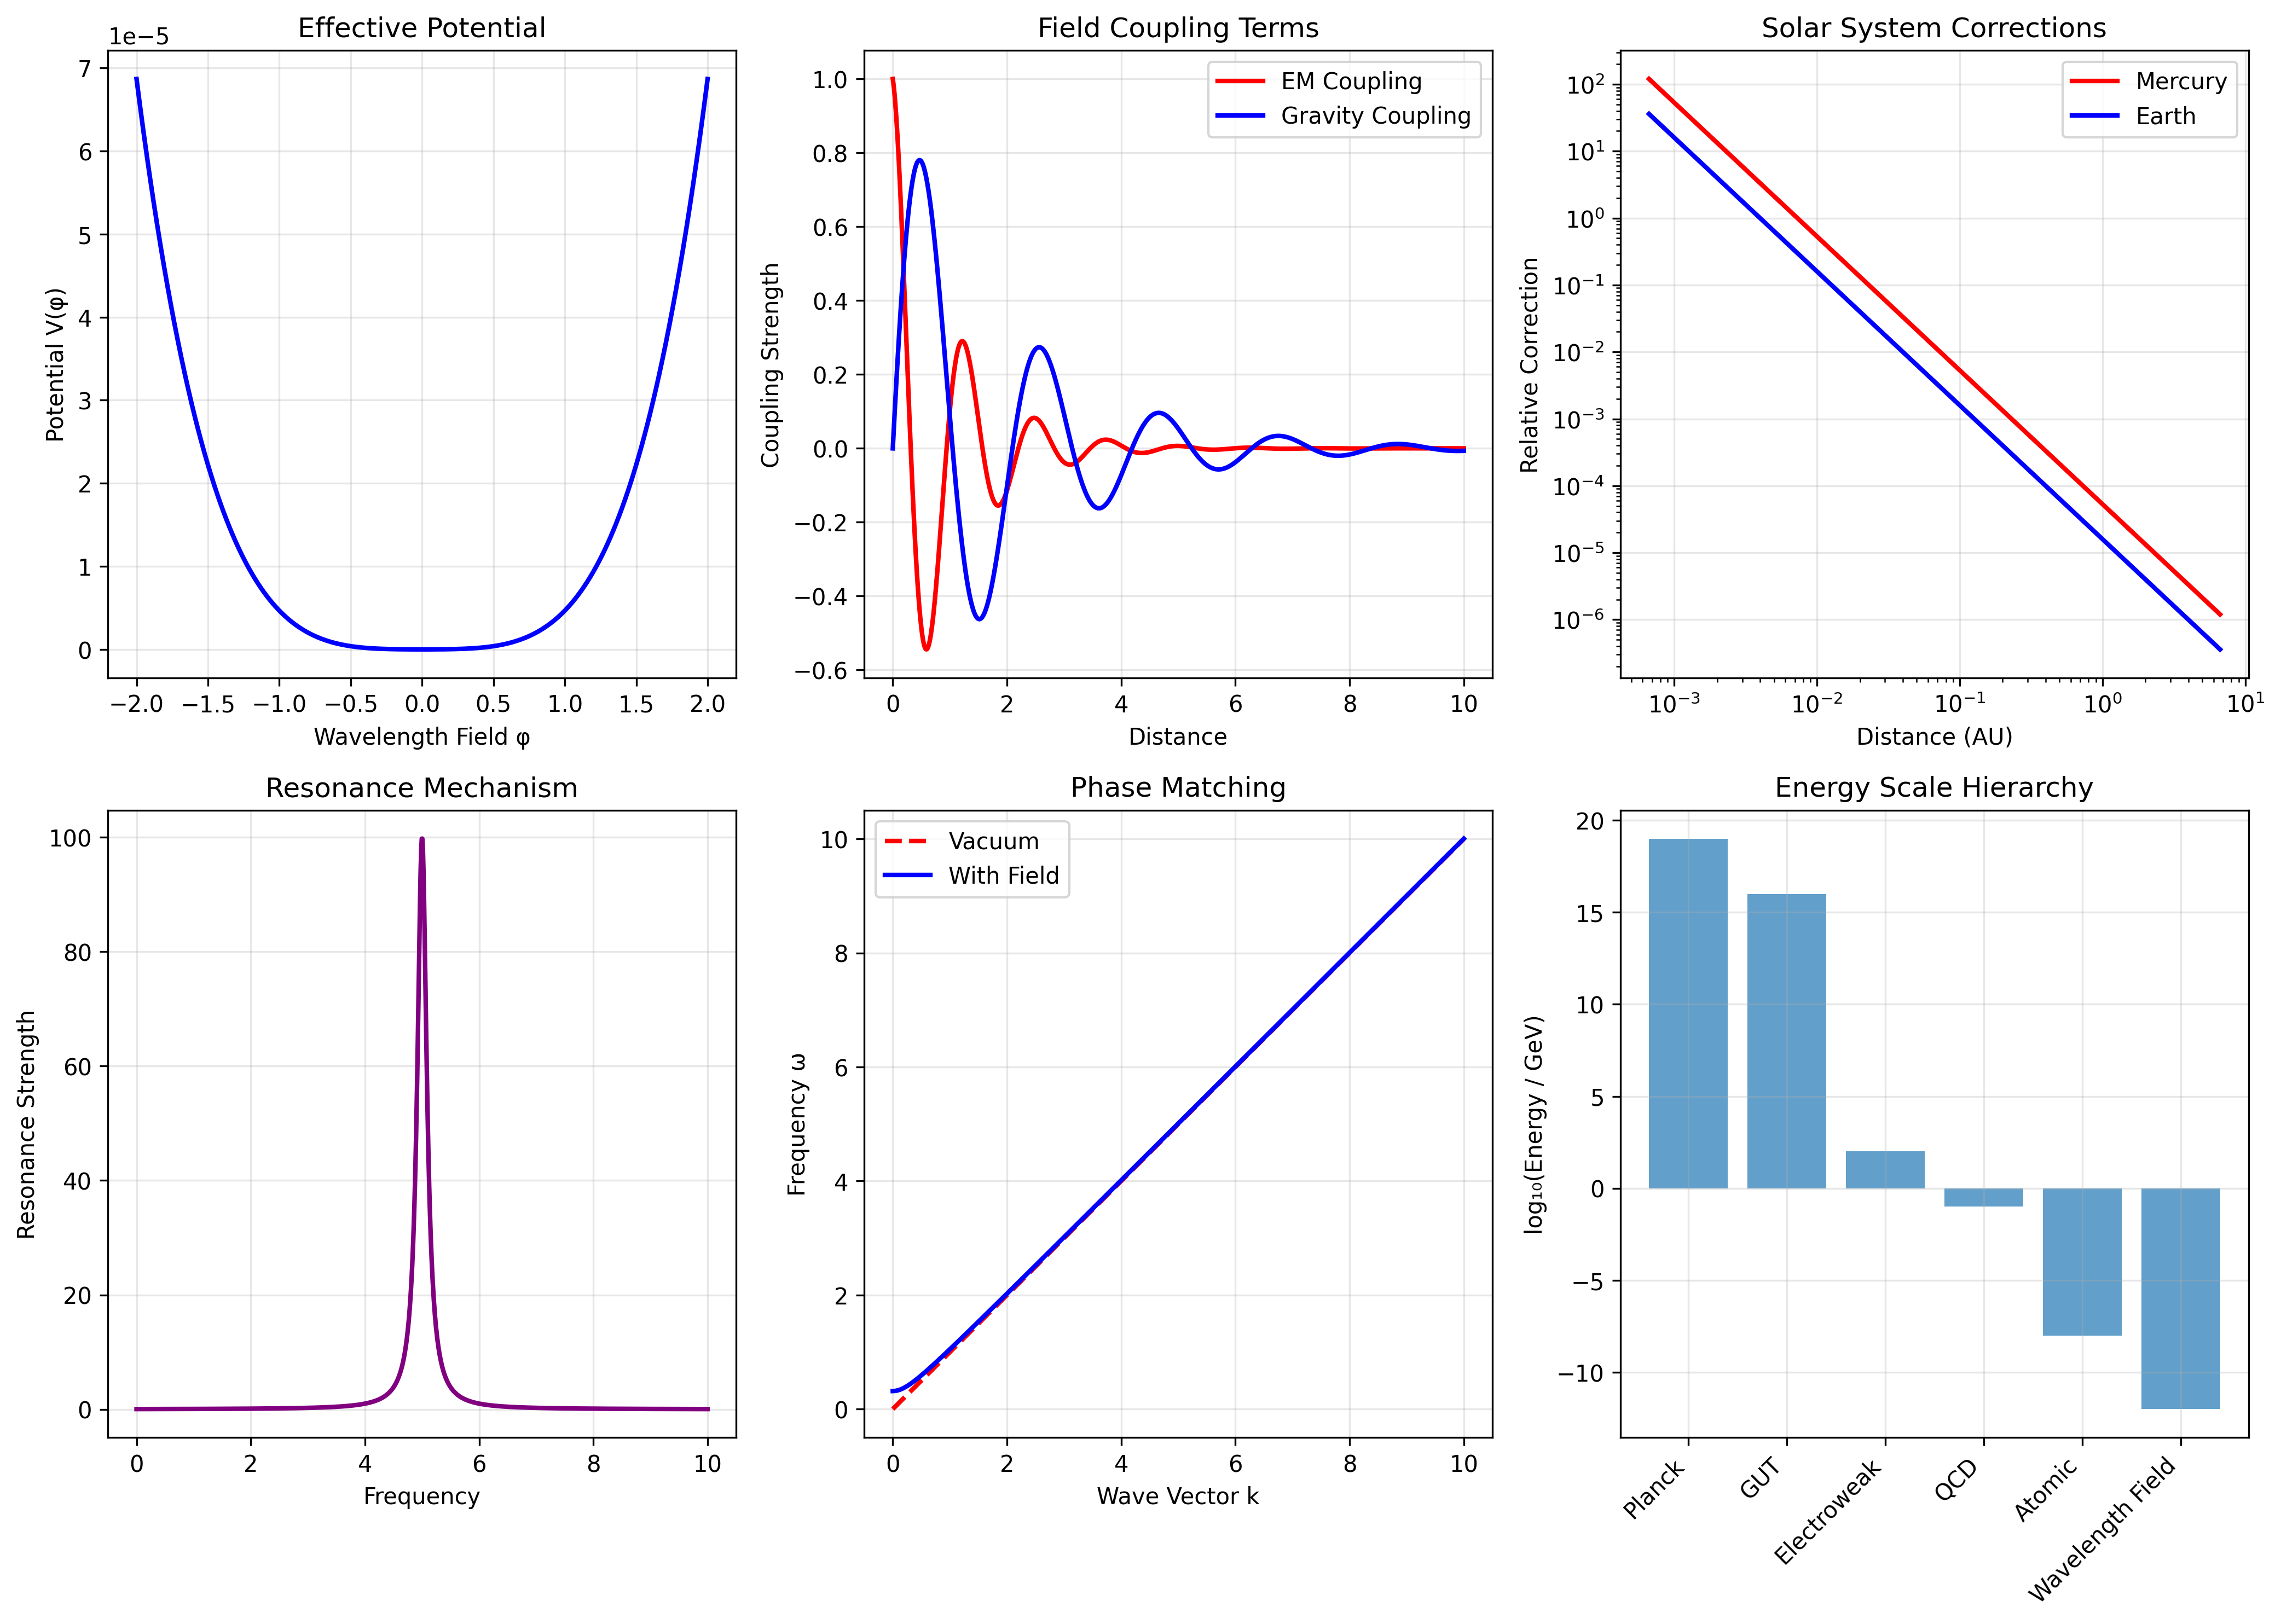 Effective Potential
1e−5
7
6
5
4
3
2
1
0
Potential V(φ)
−2.0 −1.5 −1.0 −0.5 0.0 0.5 1.0 1.5 2.0
Wavelength Field φ
Field Coupling Terms
EM Coupling
Gravity Coupling
1.0
0.8
0.6
0.4
0.2
0.0
−0.2
−0.4
−0.6
Coupling Strength
0 2 4 6 8 10
Distance
Solar System Corrections
Mercury
Earth
10²
10¹
10⁰
10⁻¹
10⁻²
10⁻³
10⁻⁴
10⁻⁵
10⁻⁶
Relative Correction
10⁻³ 10⁻² 10⁻¹ 10⁰ 10¹
Distance (AU)
Resonance Mechanism
100
80
60
40
20
0
Resonance Strength
0 2 4 6 8 10
Frequency
Phase Matching
Vacuum
With Field
10
8
6
4
2
0
Frequency ω
0 2 4 6 8 10
Wave Vector k
Energy Scale Hierarchy
20
15
10
5
0
−5
−10
log₁₀(Energy / GeV)
Planck
GUT
Electroweak
QCD
Atomic
Wavelength Field